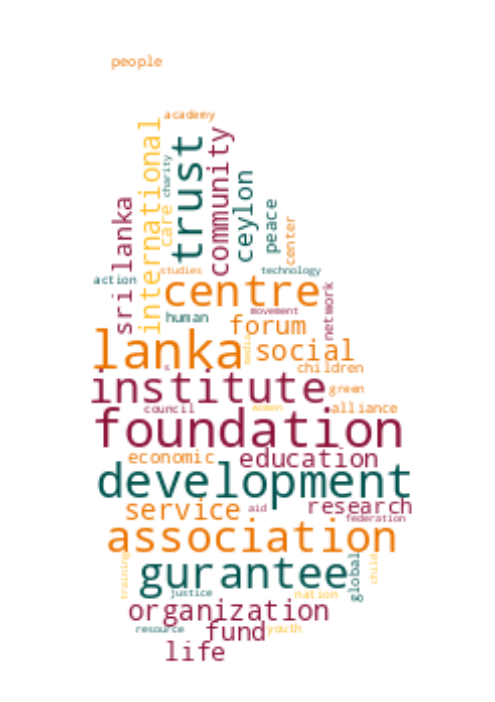 people
academy
international
care
charity
trust
community
ceylon
peace
center
sri lanka
action
studies
technology
centre
human
movement
network
forum
lanka
media
social
children
institute
green
council
women
alliance
foundation
economic
education
development
service
aid
research
federation
association
training
gurantee
global
child
justice
nation
organization
resource
fund
youth
life